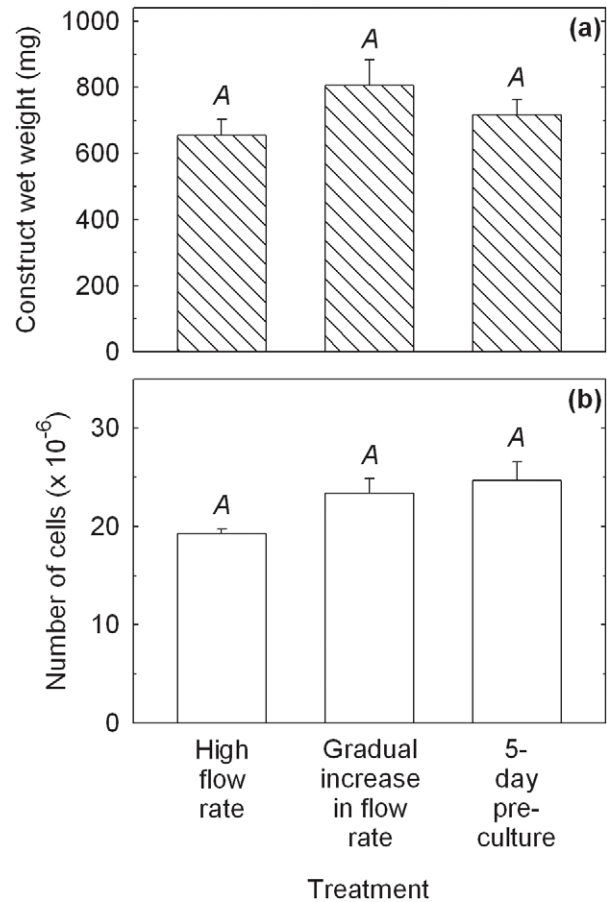 (a)
A
A
A
Construct wet weight (mg)
1000
800
600
400
200
0
(b)
A
A
A
Number of cells (x 10⁻⁶)
30
20
10
0
High
flow
rate
Gradual
increase
in flow
rate
5-
day
pre-
culture
Treatment